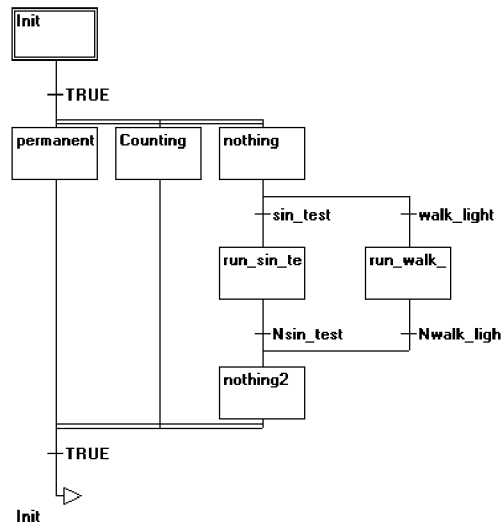 Init
TRUE
permanent
Counting
nothing
sin_test
walk_light
run_sin_te
run_walk_
Nsin_test
Nwalk_ligh
nothing2
TRUE
Init